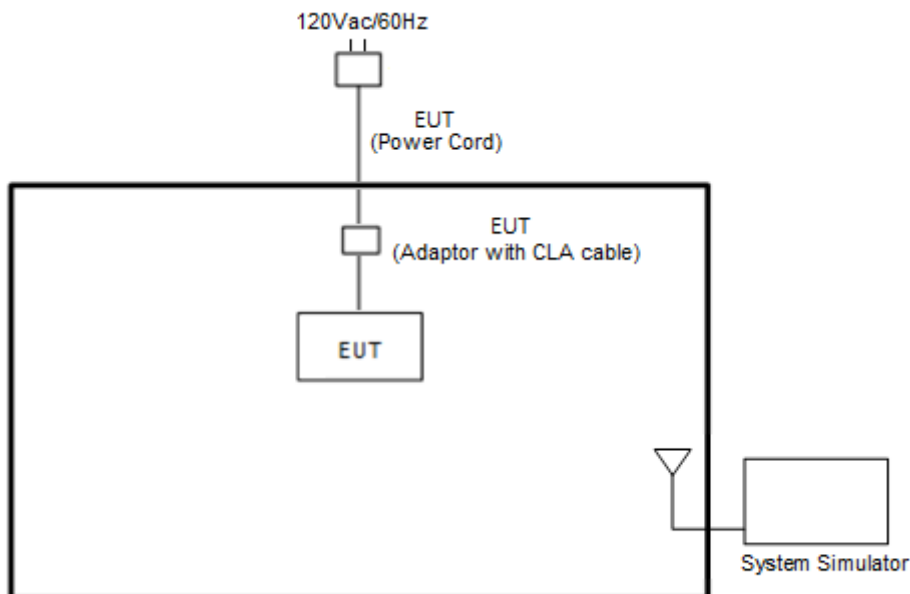 120Vac/60Hz
EUT
(Power Cord)
EUT
(Adaptor with CLA cable)
EUT
System Simulator